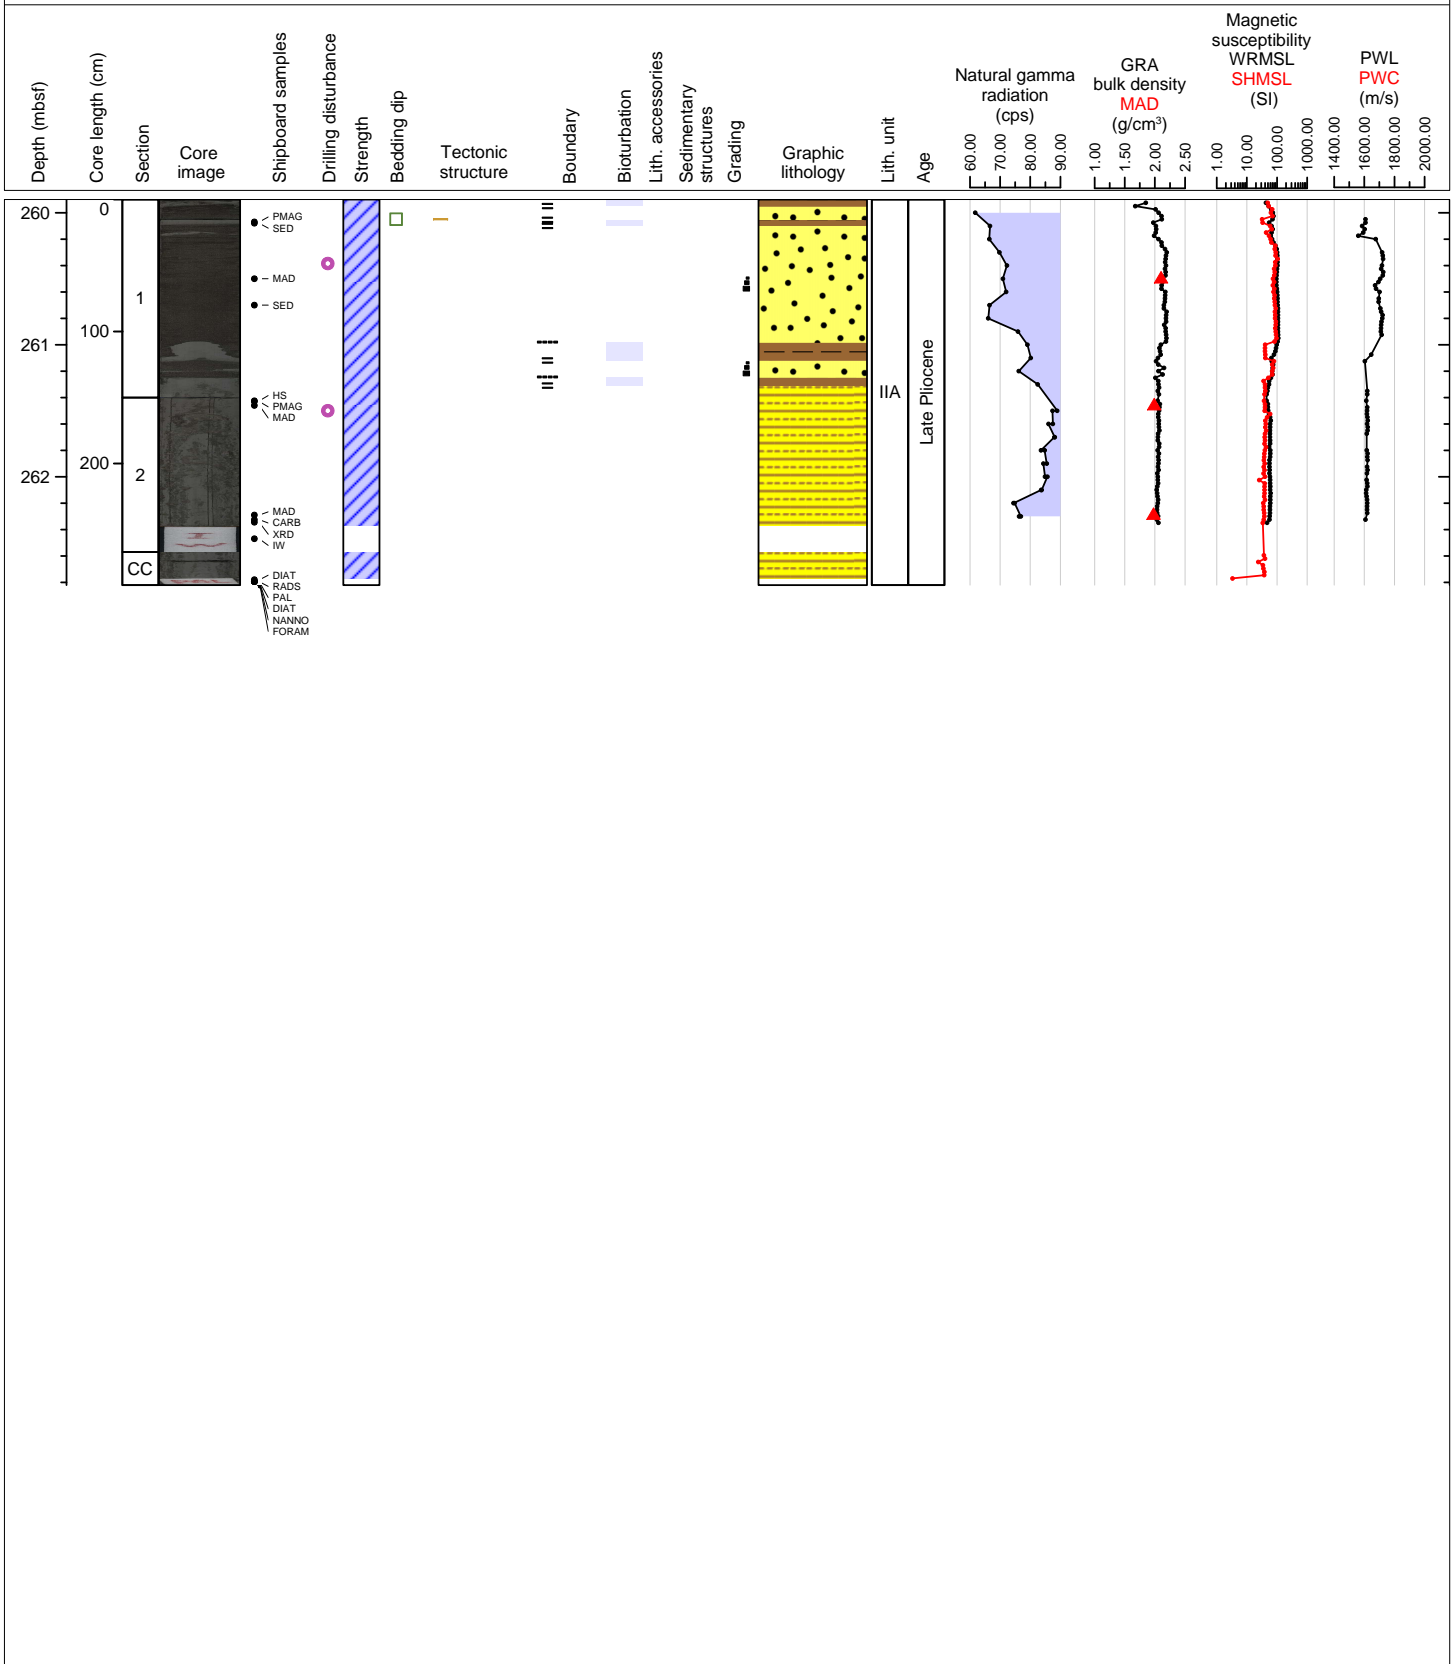 Depth (mbsf)
Core length (cm)
Section
Core
image
Shipboard samples
Drilling disturbance
Strength
Bedding dip
Tectonic
structure
Boundary
Bioturbation
Lith. accessories
Sedimentary
structures
Grading
Graphic
lithology
Lith. unit
Age
Natural gamma
radiation
(cps)
60.00
70.00
80.00
90.00
GRA
bulk density
MAD
(g/cm³)
1.00
1.50
2.00
2.50
Magnetic
susceptibility
WRMSL
SHMSL
(SI)
1.00
10.00
100.00
1000.00
PWL
PWC
(m/s)
1400.00
1600.00
1800.00
2000.00
260
261
262
0
100
200
1
2
CC
PMAG
SED
MAD
SED
HS
PMAG
MAD
MAD
CARB
XRD
IW
DIAT
RADS
PAL
DIAT
NANNO
FORAM
IIA
Late Pliocene